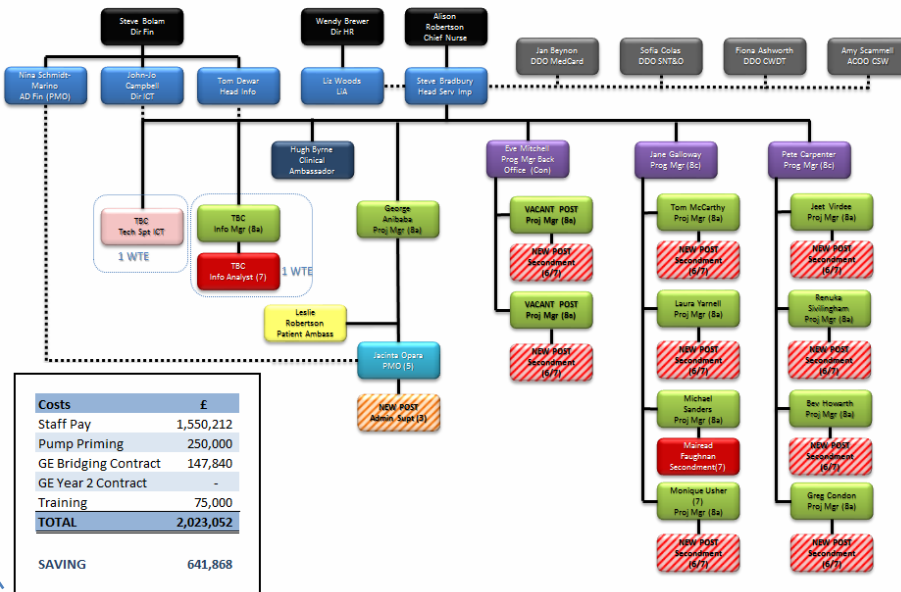 Steve Bolam
Dir Fin
Wendy Brewer
Dir HR
Alison
Robertson
Chief Nurse
Jan Beynon
DDO MedCard
Sofia Colas
DDO SNT&O
Fiona Ashworth
DDO CWDT
Amy Scammell
ACOO CSW
Nina Schmidt-
Marino
AD Fin (PMO)
John-Jo
Campbell
Dir ICT
Tom Dewar
Head Info
Liz Woods
LiA
Steve Bradbury
Head Serv Imp
Hugh Byrne
Clinical
Ambassador
Eve Mitchell
Prog Mgr Back
Office (Con)
Jane Galloway
Prog Mgr (8c)
Pete Carpenter
Prog Mgr (8c)
TBC
Tech Spt ICT
1 WTE
TBC
Info Mgr (8a)
TBC
Info Analyst (7)
1 WTE
George
Anibaba
Proj Mgr (8a)
Leslie
Robertson
Patient Ambass
Jacinta Opara
PMO (5)
NEW POST
Admin Supt (3)
VACANT POST
Proj Mgr (8a)
NEW POST
Secondment
(6/7)
VACANT POST
Proj Mgr (8a)
NEW POST
Secondment
(6/7)
Tom McCarthy
Proj Mgr (8a)
NEW POST
Secondment
(6/7)
Laura Yarnell
Proj Mgr (8a)
NEW POST
Secondment
(6/7)
Michael
Sanders
Proj Mgr (8a)
Mairead
Faughnan
Secondment(7)
Monique Usher
(7)
Proj Mgr (8a)
NEW POST
Secondment
(6/7)
Jeet Virdee
Proj Mgr (8a)
NEW POST
Secondment
(6/7)
Renuka
Sivilingham
Proj Mgr (8a)
NEW POST
Secondment
(6/7)
Bev Howarth
Proj Mgr (8a)
NEW POST
Secondment
(6/7)
Greg Condon
Proj Mgr (8a)
NEW POST
Secondment
(6/7)
Costs £
Staff Pay 1,550,212
Pump Priming 250,000
GE Bridging Contract 147,840
GE Year 2 Contract -
Training 75,000
TOTAL 2,023,052
SAVING 641,868